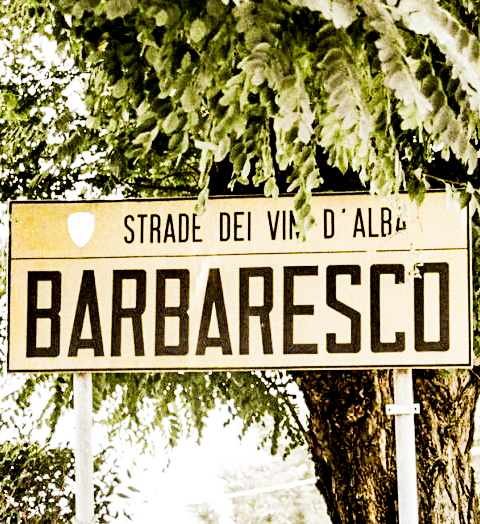 STRADE DEI VINI D'ALBA
BARBARESCO